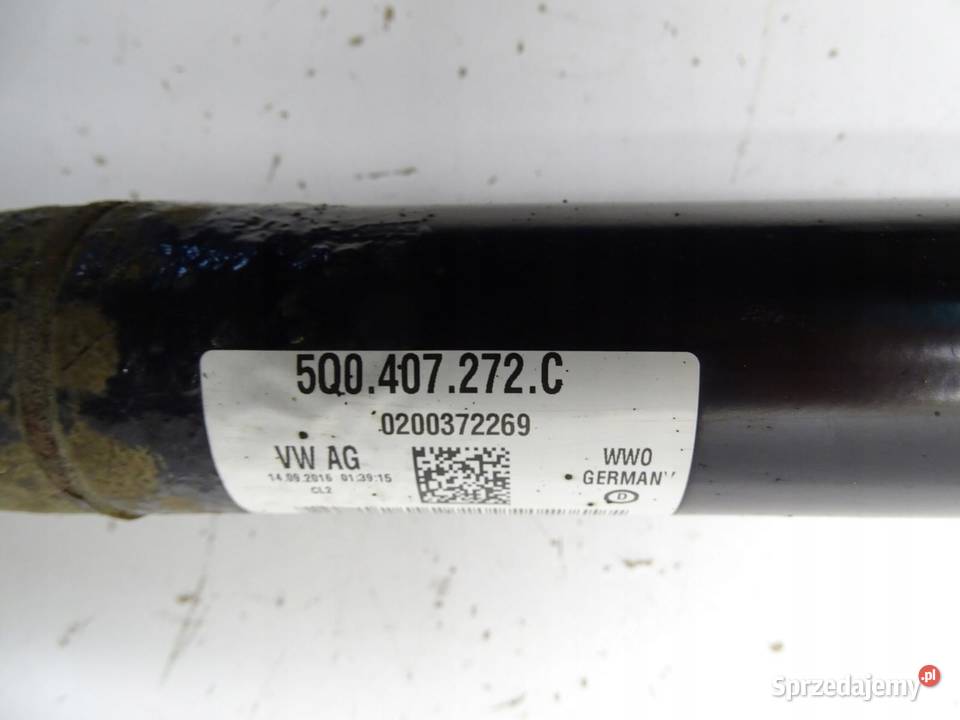 5Q0.407.272.C
0200372269
VW AG
14.09.2016 01:39:15
CL2
WWO
GERMANY
D
Sprzedajemy.pl